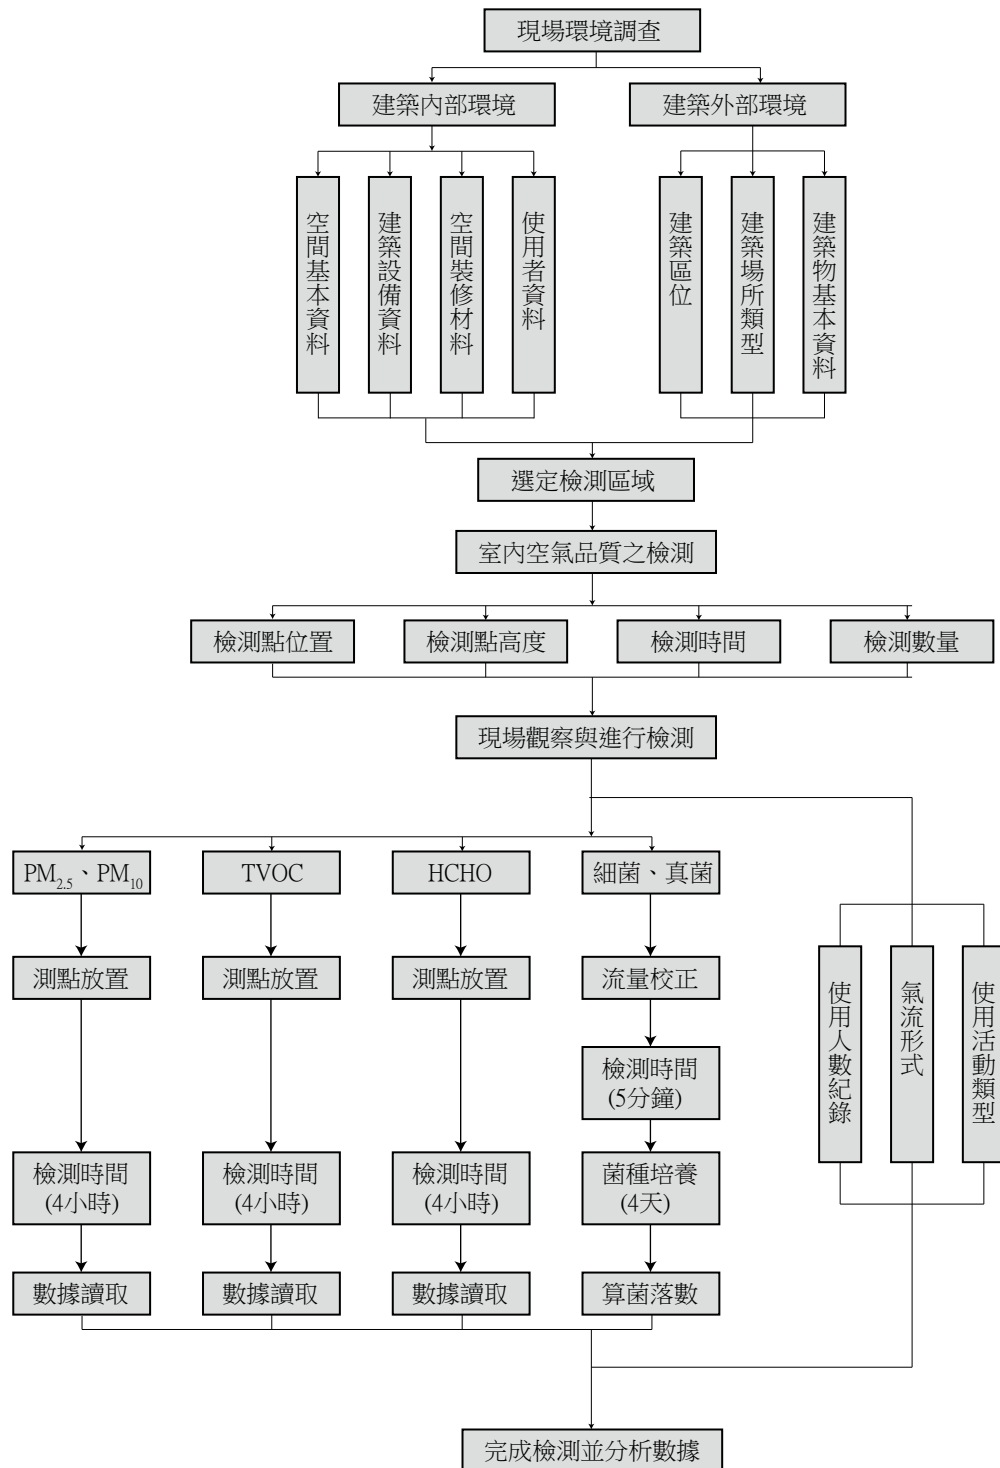 現場環境調查
建築內部環境
建築外部環境
空間基本資料
建築設備資料
空間裝修材料
使用者資料
建築區位
建築場所類型
建築物基本資料
選定檢測區域
室內空氣品質之檢測
檢測點位置
檢測點高度
檢測時間
檢測數量
現場觀察與進行檢測
PM2.5、PM10
TVOC
HCHO
細菌、真菌
測點放置
測點放置
測點放置
流量校正
檢測時間
(5分鐘)
檢測時間
(4小時)
檢測時間
(4小時)
檢測時間
(4小時)
菌種培養
(4天)
數據讀取
數據讀取
數據讀取
算菌落數
使用人數紀錄
氣流形式
使用活動類型
完成檢測並分析數據